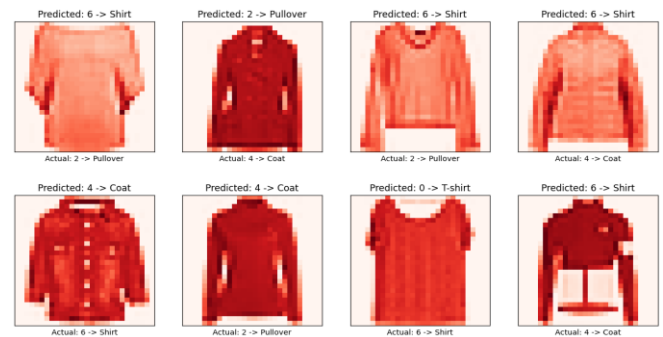 Predicted: 6 -> Shirt
Predicted: 2 -> Pullover
Predicted: 6 -> Shirt
Predicted: 6 -> Shirt
Actual: 2 -> Pullover
Actual: 4 -> Coat
Actual: 2 -> Pullover
Actual: 4 -> Coat
Predicted: 4 -> Coat
Predicted: 4 -> Coat
Predicted: 0 -> T-shirt
Predicted: 6 -> Shirt
Actual: 6 -> Shirt
Actual: 2 -> Pullover
Actual: 6 -> Shirt
Actual: 4 -> Coat